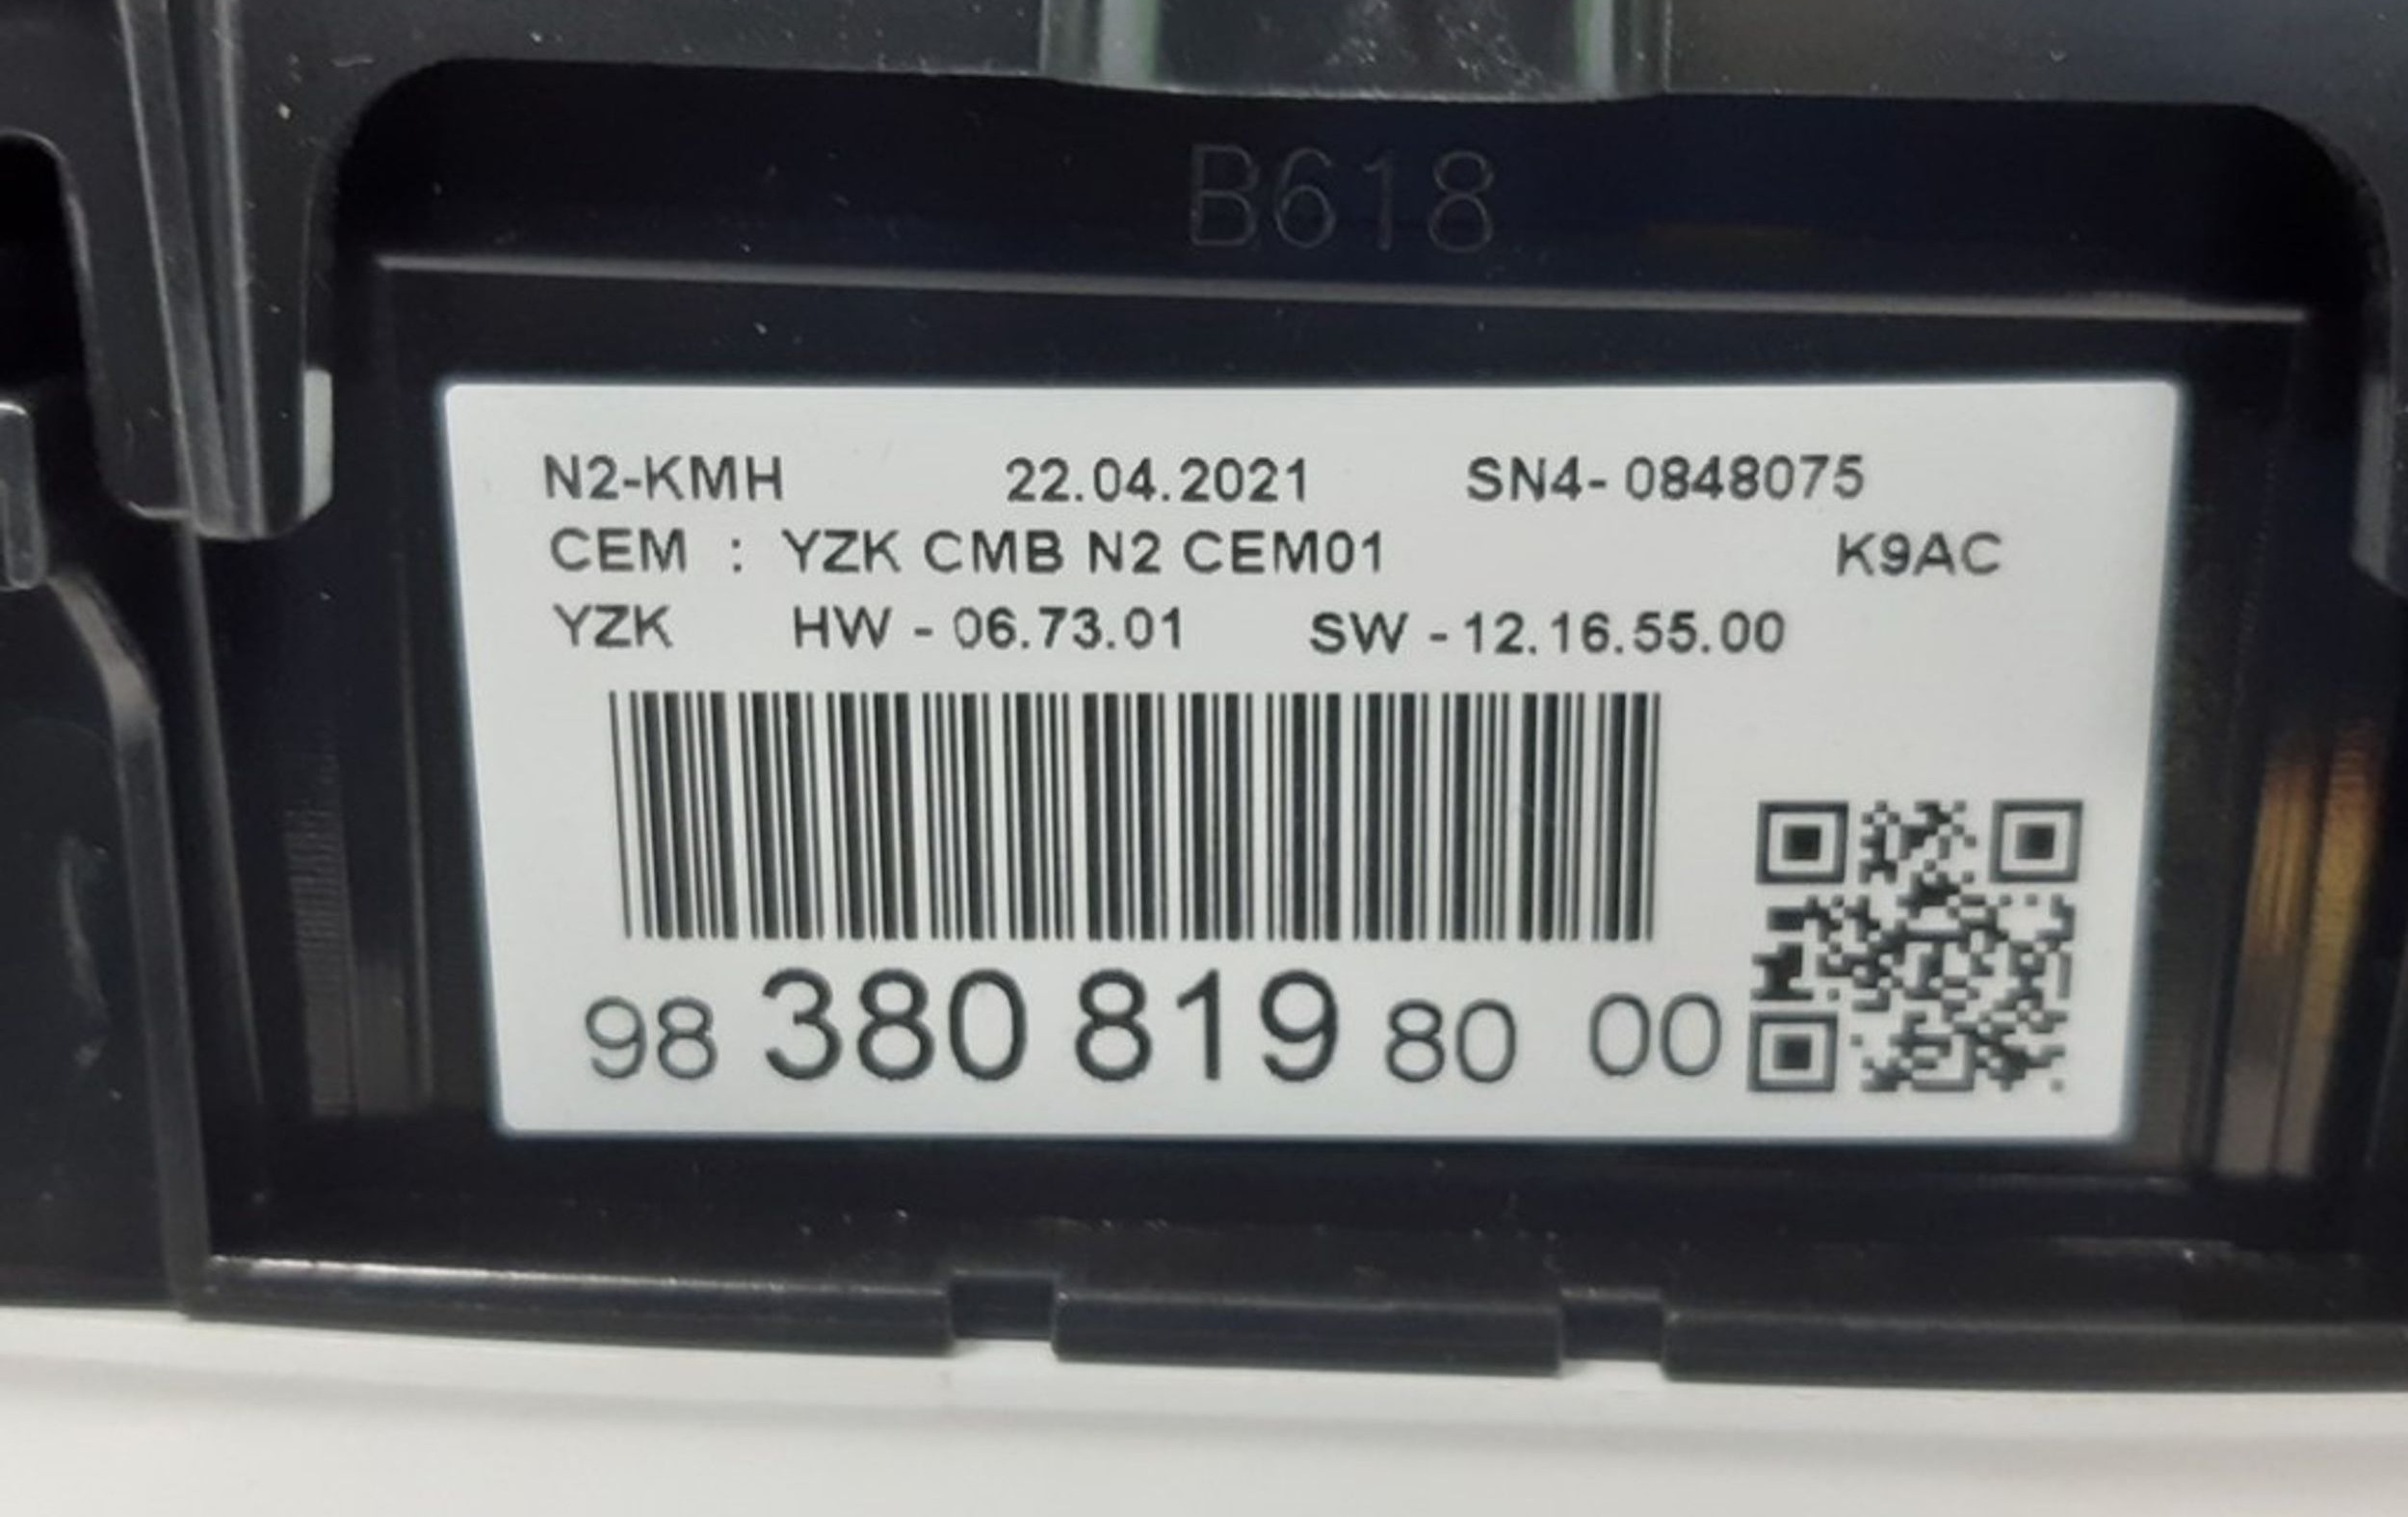 B618
N2-KMH 22.04.2021 SN4- 0848075
CEM : YZK CMB N2 CEM01 K9AC
YZK HW - 06.73.01 SW - 12.16.55.00
98 380 819 80 00